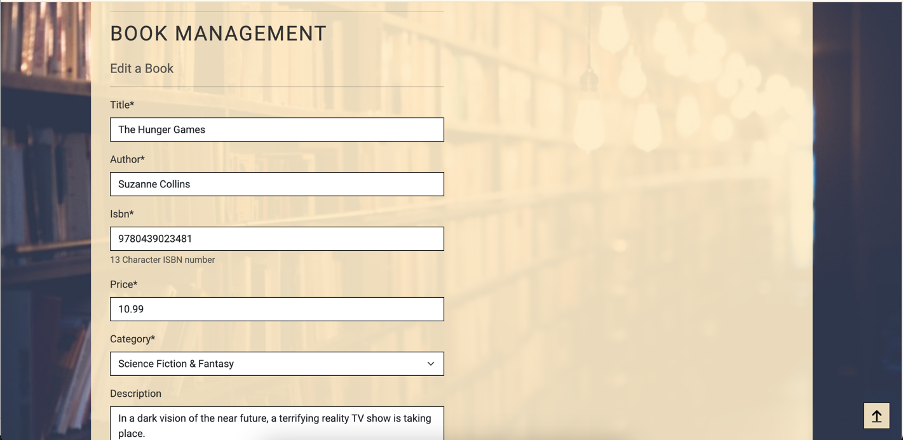 BOOK MANAGEMENT
Edit a Book
Title*
The Hunger Games
Author*
Suzanne Collins
Isbn*
9780439023481
13 Character ISBN number
Price*
10.99
Category*
Science Fiction & Fantasy
Description
In a dark vision of the near future, a terrifying reality TV show is taking
place.